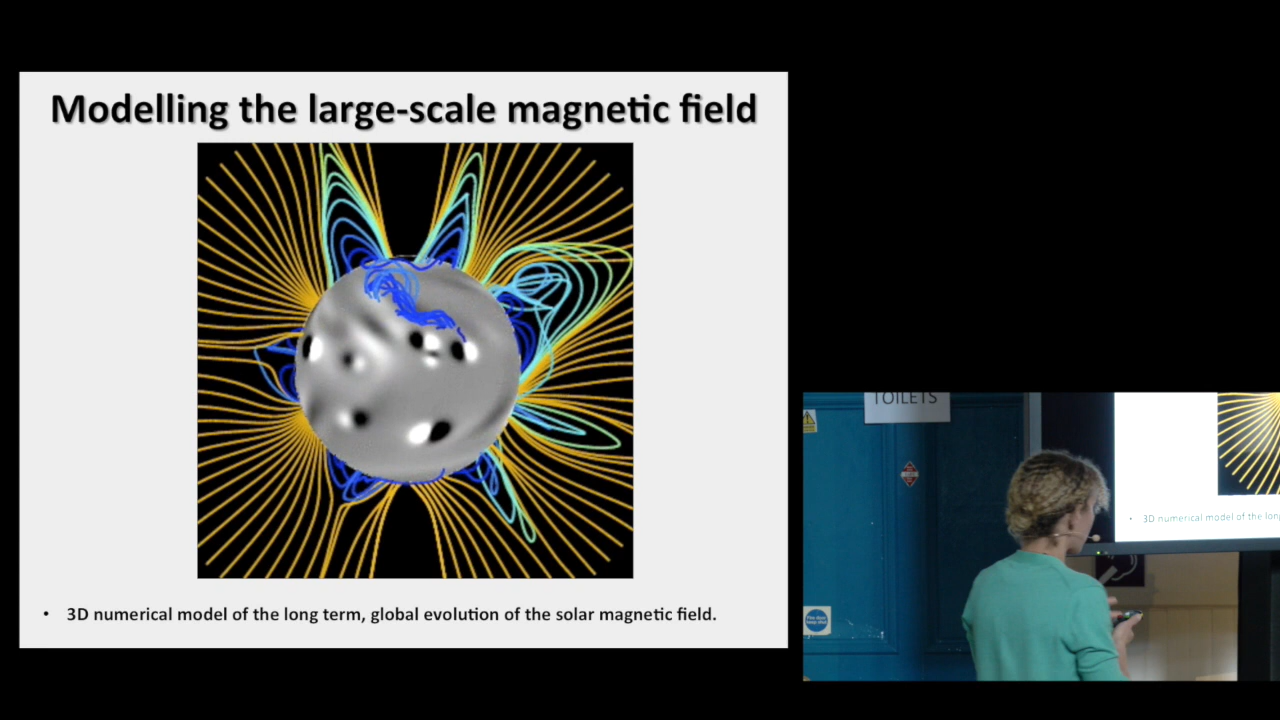 Modelling the large-scale magnetic field
• 3D numerical model of the long term, global evolution of the solar magnetic field.
TOILETS
• 3D numerical model of the lon